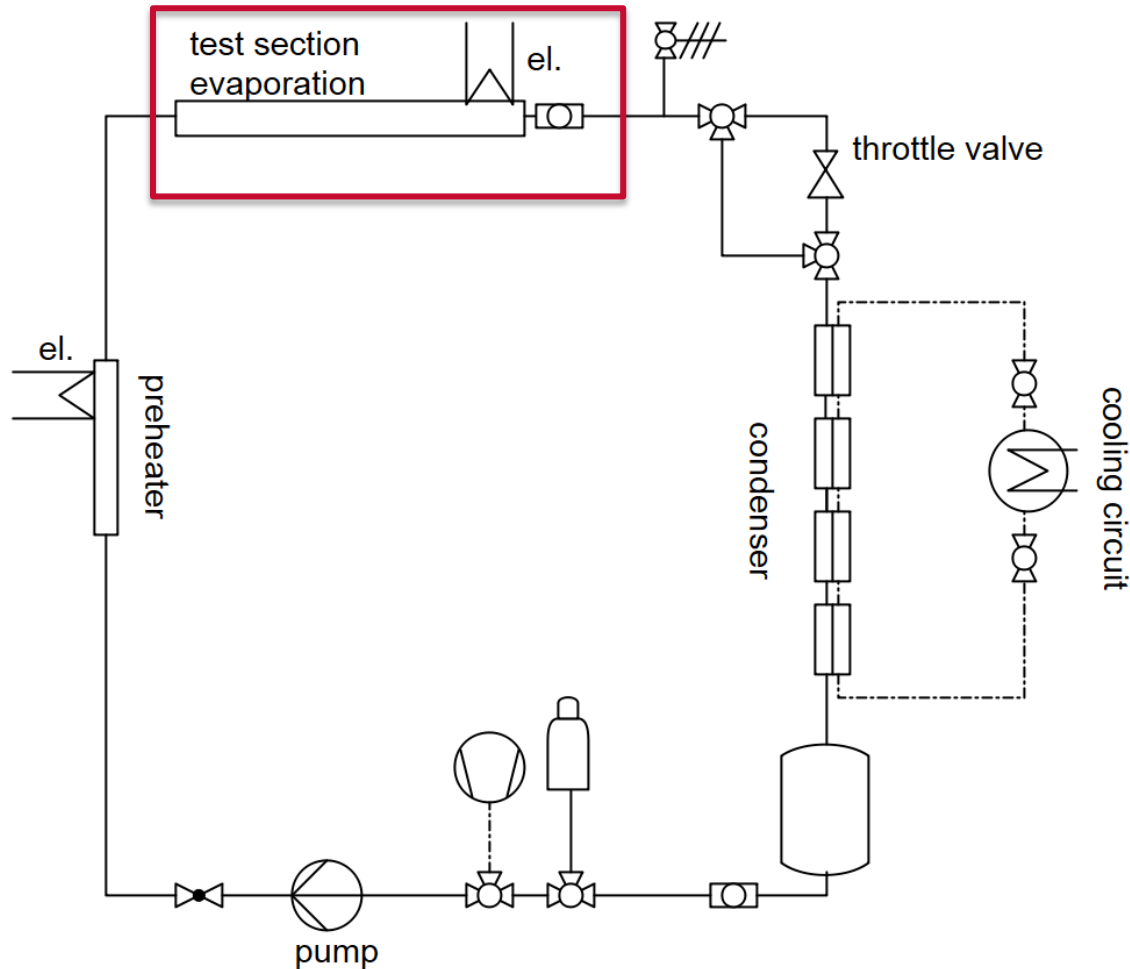 test section
evaporation
el.
throttle valve
el.
preheater
condenser
cooling circuit
pump